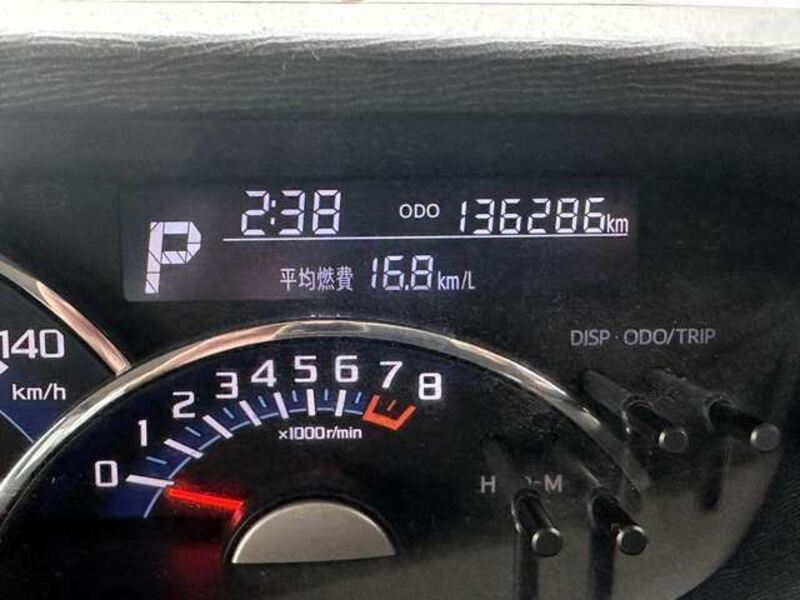 P
2:38 ODO 136286km
平均燃費 16.8km/L
DISP · ODO/TRIP
140
km/h
0 1 2 3 4 5 6 7 8
×1000r/min
H M